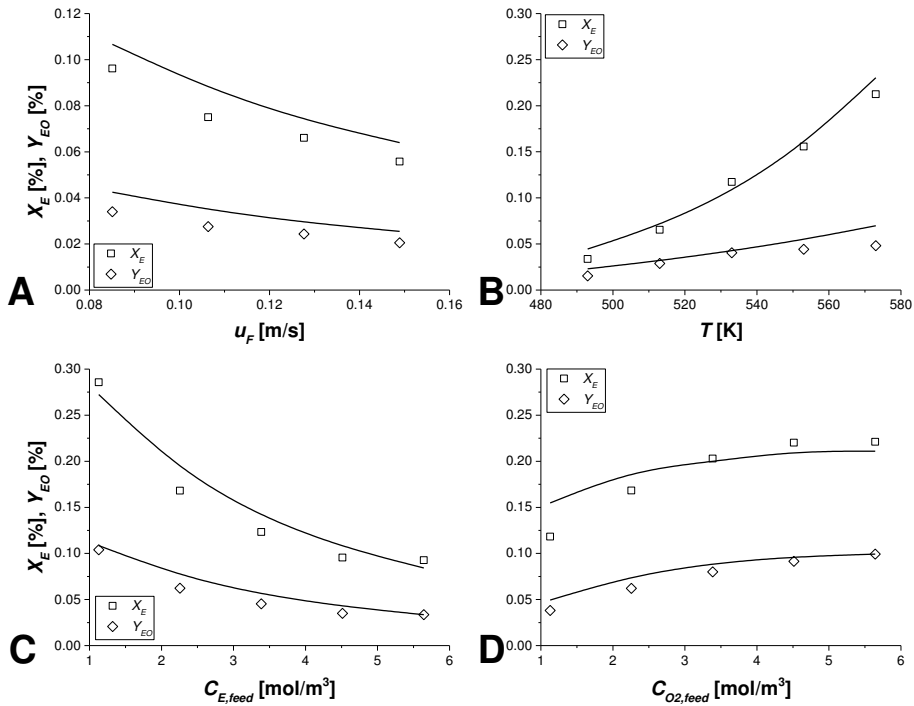 0.12
0.10
0.08
0.06
0.04
0.02
0.00
X_E [%], Y_EO [%]
X_E
Y_EO
A
0.08 0.10 0.12 0.14 0.16
u_F [m/s]
0.30
0.25
0.20
0.15
0.10
0.05
0.00
X_E
Y_EO
B
480 500 520 540 560 580
T [K]
0.30
0.25
0.20
0.15
0.10
0.05
0.00
X_E [%], Y_EO [%]
X_E
Y_EO
C
1 2 3 4 5 6
C_E,feed [mol/m³]
0.30
0.25
0.20
0.15
0.10
0.05
0.00
X_E
Y_EO
D
1 2 3 4 5 6
C_O2,feed [mol/m³]